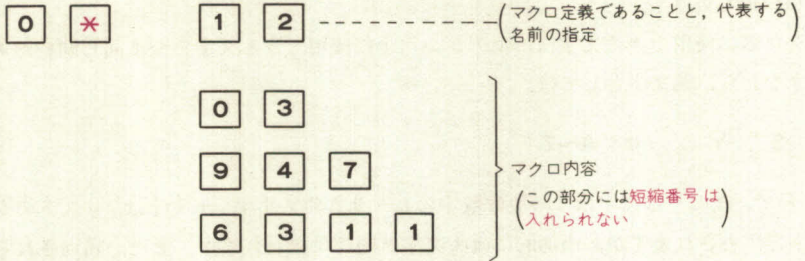 0 * 1 2 (マクロ定義であることと，代表する
名前の指定)
0 3
9 4 7
マクロ内容
(この部分には短縮番号は
入れられない)
6 3 1 1